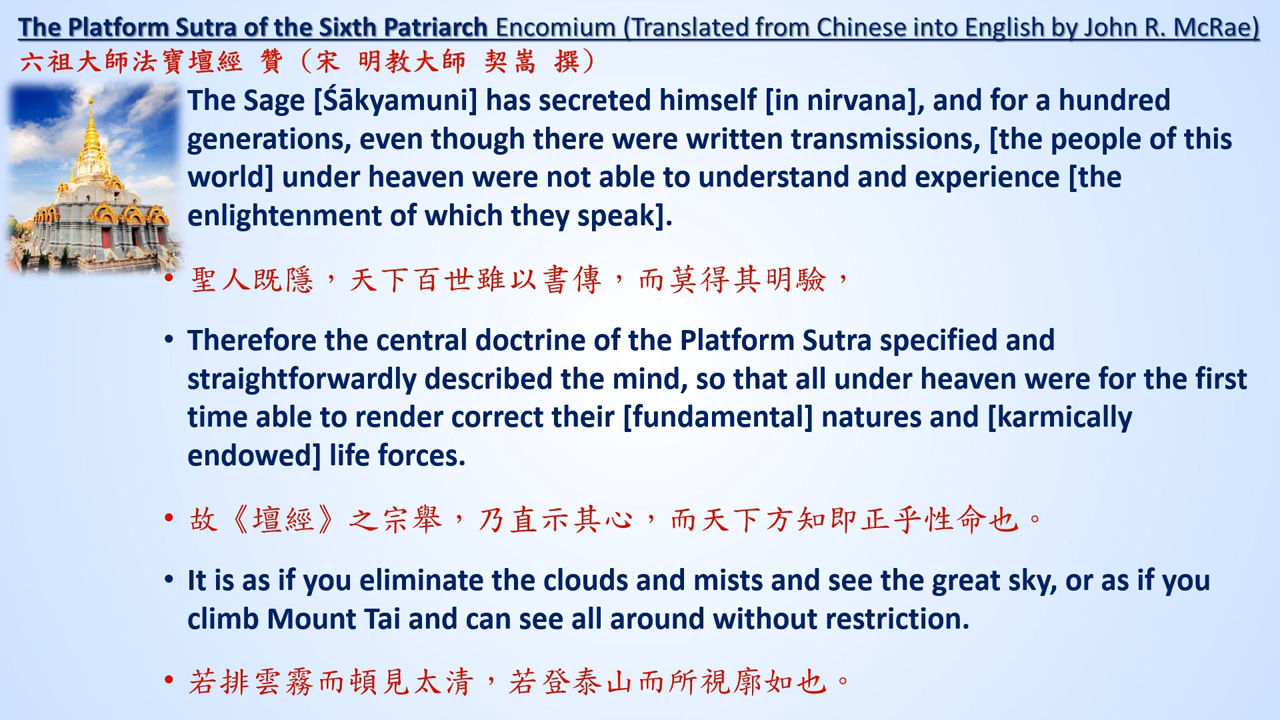 The Platform Sutra of the Sixth Patriarch Encomium (Translated from Chinese into English by John R. McRae)
六祖大師法寶壇經 贊 (宋 明教大師 契嵩 撰)
The Sage [Śākyamuni] has secreted himself [in nirvana], and for a hundred
generations, even though there were written transmissions, [the people of this
world] under heaven were not able to understand and experience [the
enlightenment of which they speak].
• 聖人既隱，天下百世雖以書傳，而莫得其明驗，
• Therefore the central doctrine of the Platform Sutra specified and
straightforwardly described the mind, so that all under heaven were for the first
time able to render correct their [fundamental] natures and [karmically
endowed] life forces.
• 故《壇經》之宗舉，乃直示其心，而天下方知即正乎性命也。
• It is as if you eliminate the clouds and mists and see the great sky, or as if you
climb Mount Tai and can see all around without restriction.
• 若排雲霧而頓見太清，若登泰山而所視廓如也。